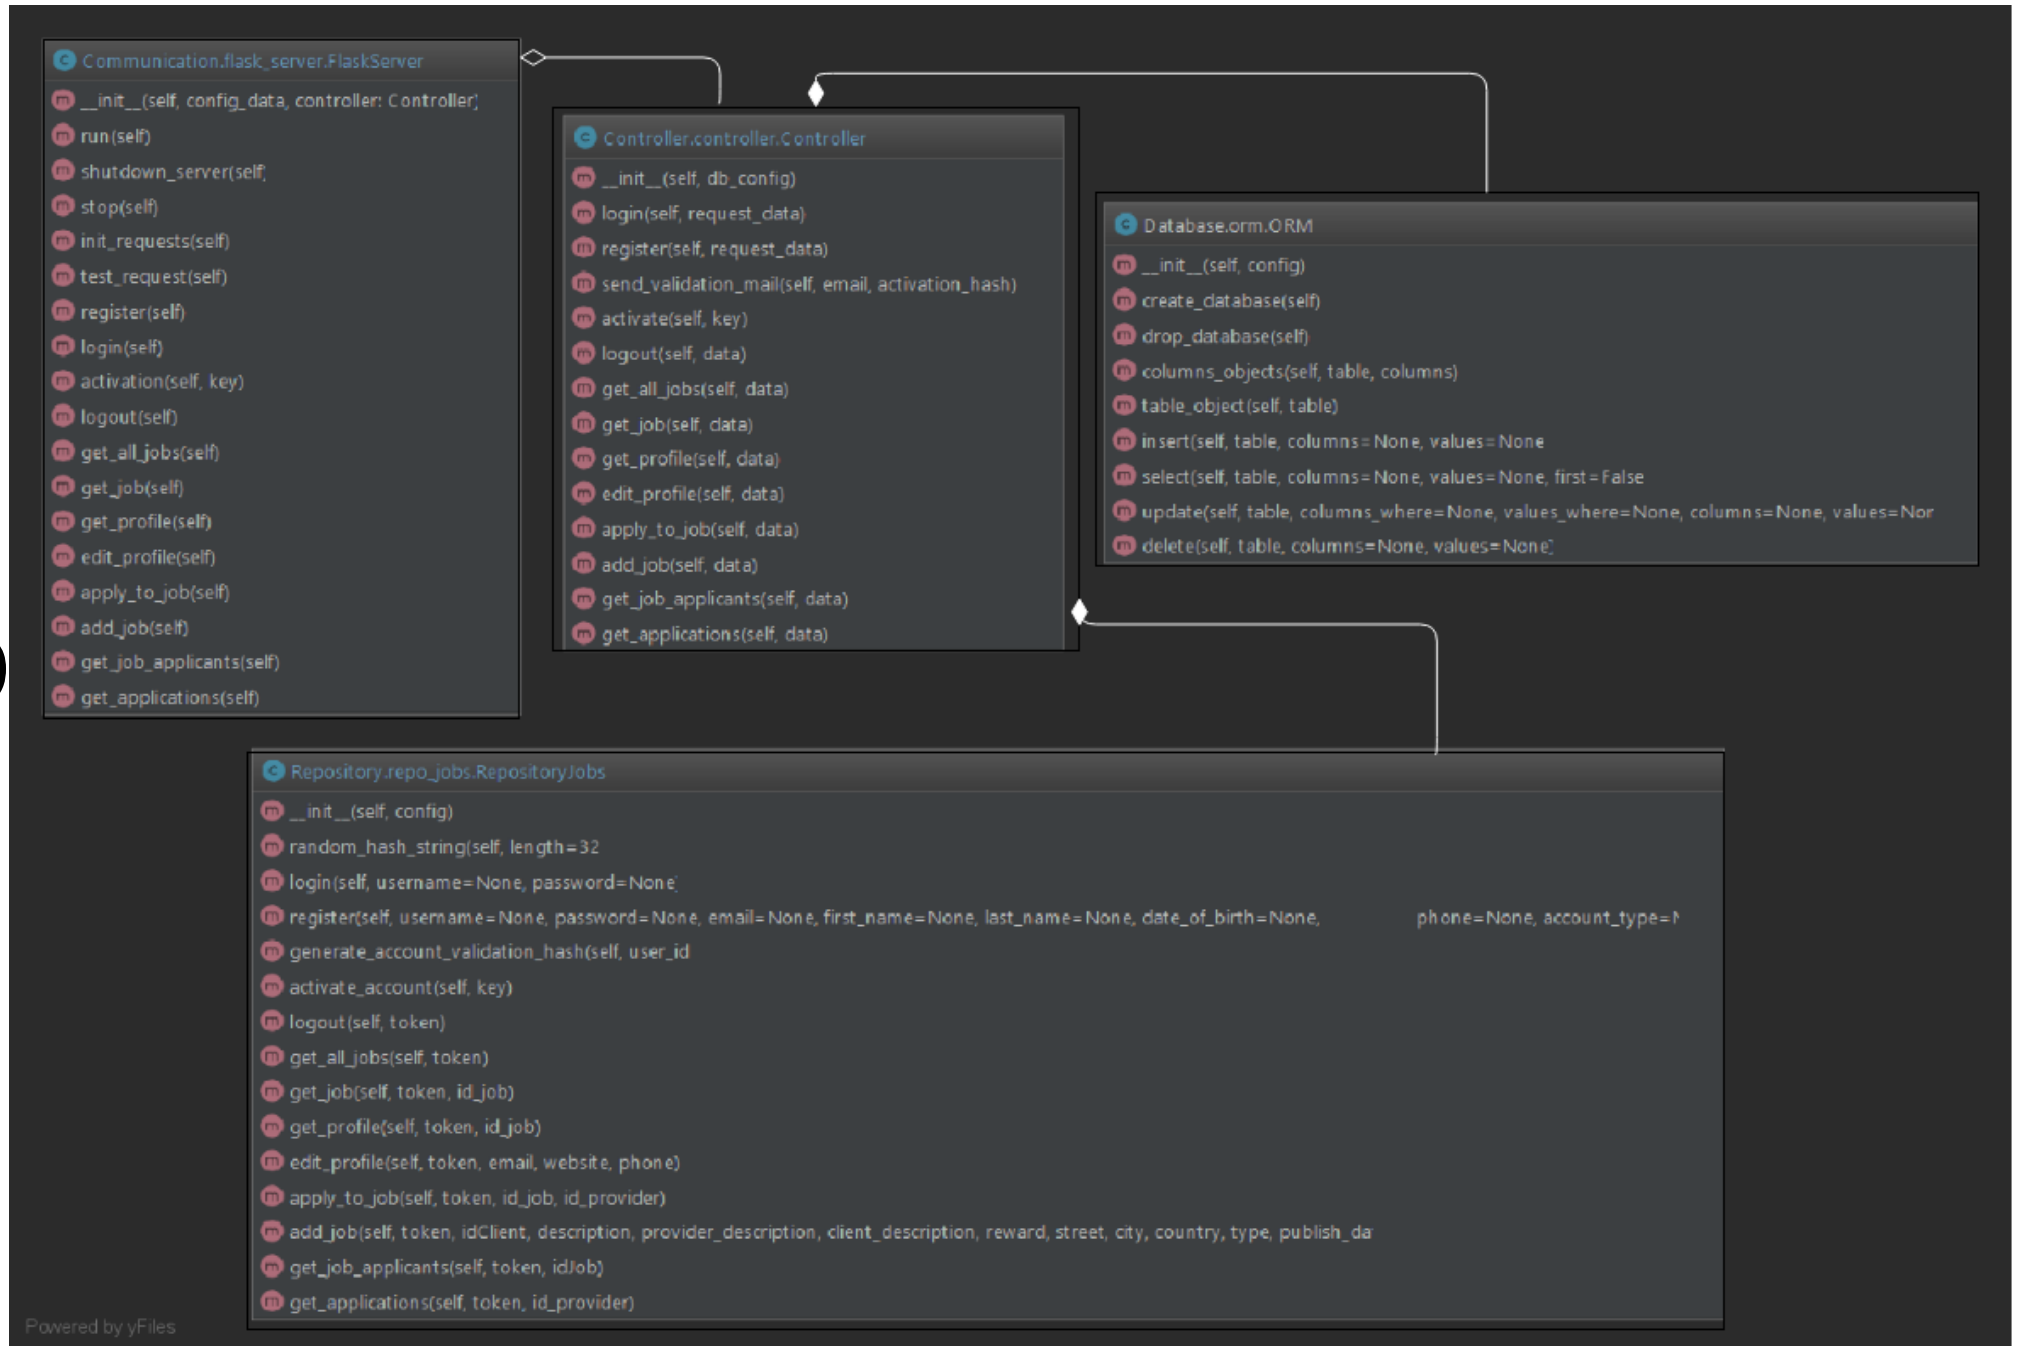 Communication.flask_server.FlaskServer
__init__(self, config_data, controller: Controller)
run(self)
shutdown_server(self)
stop(self)
init_requests(self)
test_request(self)
register(self)
login(self)
activation(self, key)
logout(self)
get_all_jobs(self)
get_job(self)
get_profile(self)
edit_profile(self)
apply_to_job(self)
add_job(self)
get_job_applicants(self)
get_applications(self)
Controller.controller.Controller
__init__(self, db_config)
login(self, request_data)
register(self, request_data)
send_validation_mail(self, email, activation_hash)
activate(self, key)
logout(self, data)
get_all_jobs(self, data)
get_job(self, data)
get_profile(self, data)
edit_profile(self, data)
apply_to_job(self, data)
add_job(self, data)
get_job_applicants(self, data)
get_applications(self, data)
Database.orm.ORM
__init__(self, config)
create_database(self)
drop_database(self)
columns_objects(self, table, columns)
table_object(self, table)
insert(self, table, columns=None, values=None
select(self, table, columns=None, values=None, first=False
update(self, table, columns_where=None, values_where=None, columns=None, values=Nor
delete(self, table, columns=None, values=None)
Repository.repo_jobs.RepositoryJobs
__init__(self, config)
random_hash_string(self, length=32
login(self, username=None, password=None)
register(self, username=None, password=None, email=None, first_name=None, last_name=None, date_of_birth=None, phone=None, account_type=N
generate_account_validation_hash(self, user_id
activate_account(self, key)
logout(self, token)
get_all_jobs(self, token)
get_job(self, token, id_job)
get_profile(self, token, id_job)
edit_profile(self, token, email, website, phone)
apply_to_job(self, token, id_job, id_provider)
add_job(self, token, idClient, description, provider_description, client_description, reward, street, city, country, type, publish_da
get_job_applicants(self, token, idJob)
get_applications(self, token, id_provider)
Powered by yFiles